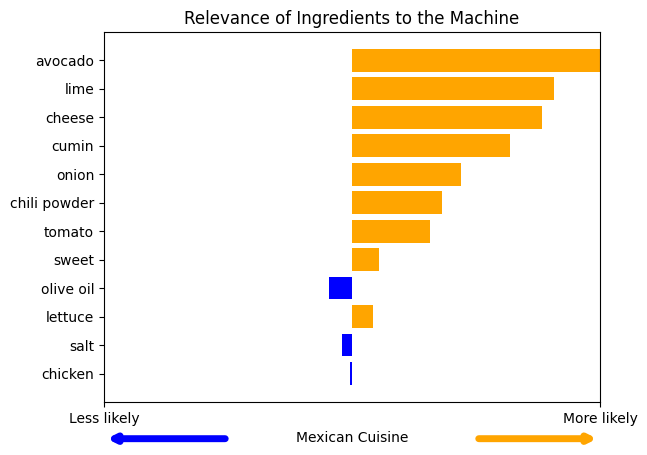 Relevance of Ingredients to the Machine
avocado
lime
cheese
cumin
onion
chili powder
tomato
sweet
olive oil
lettuce
salt
chicken
Less likely
More likely
Mexican Cuisine